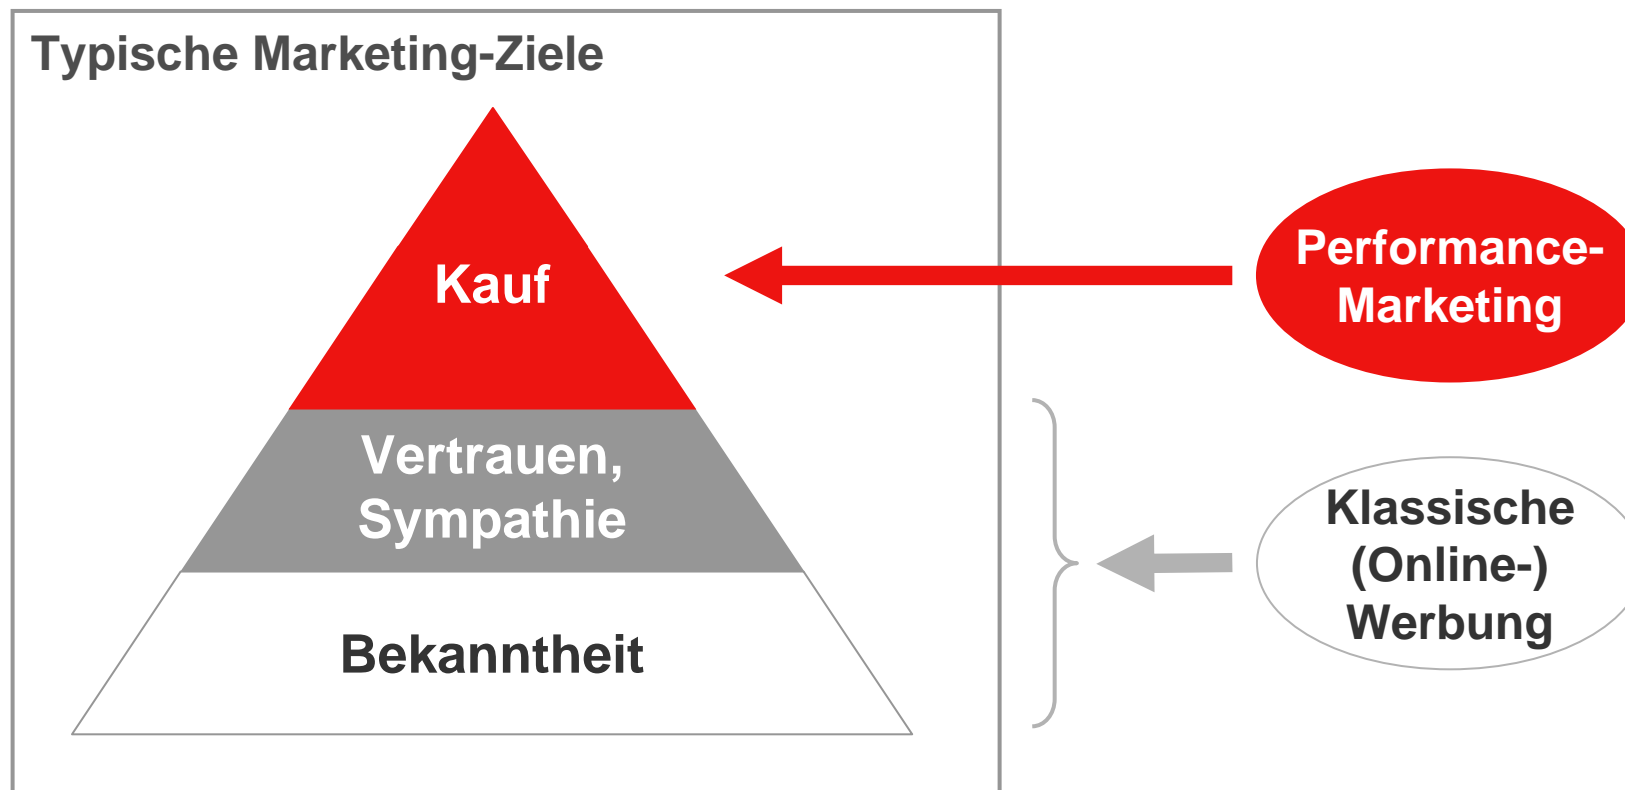 Typische Marketing-Ziele
Kauf
Performance-
Marketing
Vertrauen,
Sympathie
Klassische
(Online-)
Werbung
Bekanntheit